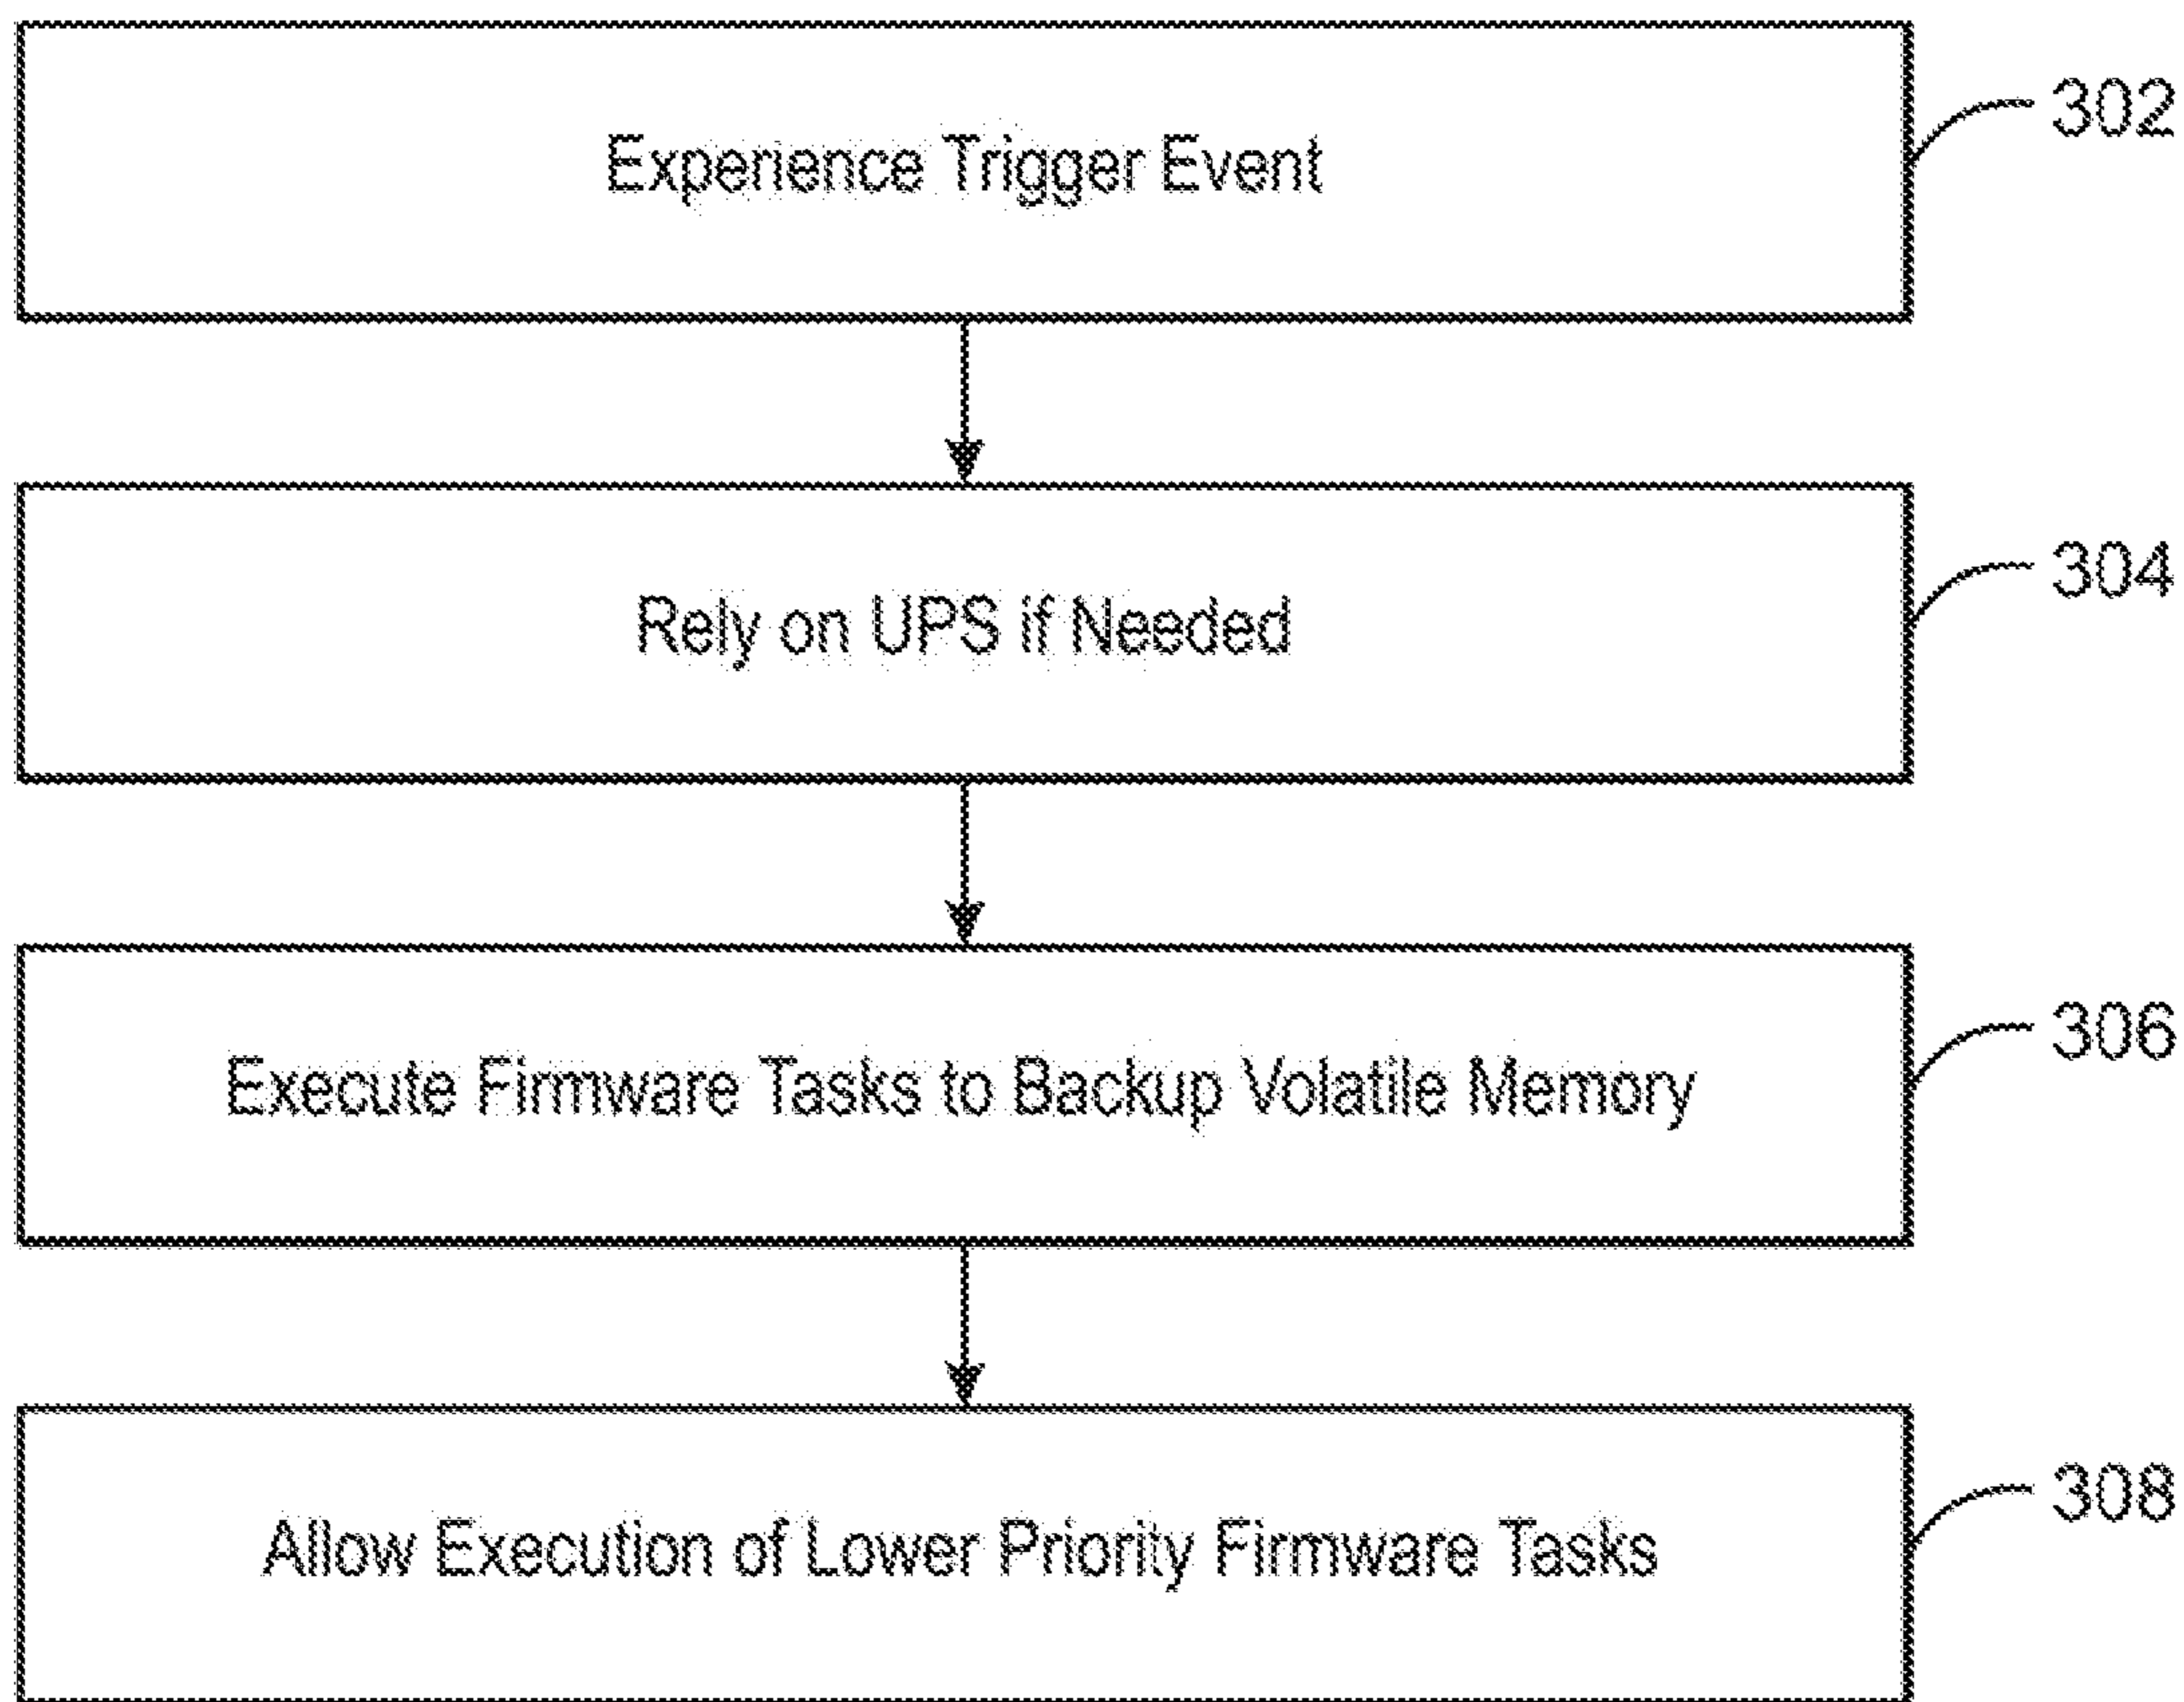 Experience Trigger Event
302
Rely on UPS if Needed
304
Execute Firmware Tasks to Backup Volatile Memory
306
Allow Execution of Lower Priority Firmware Tasks
308